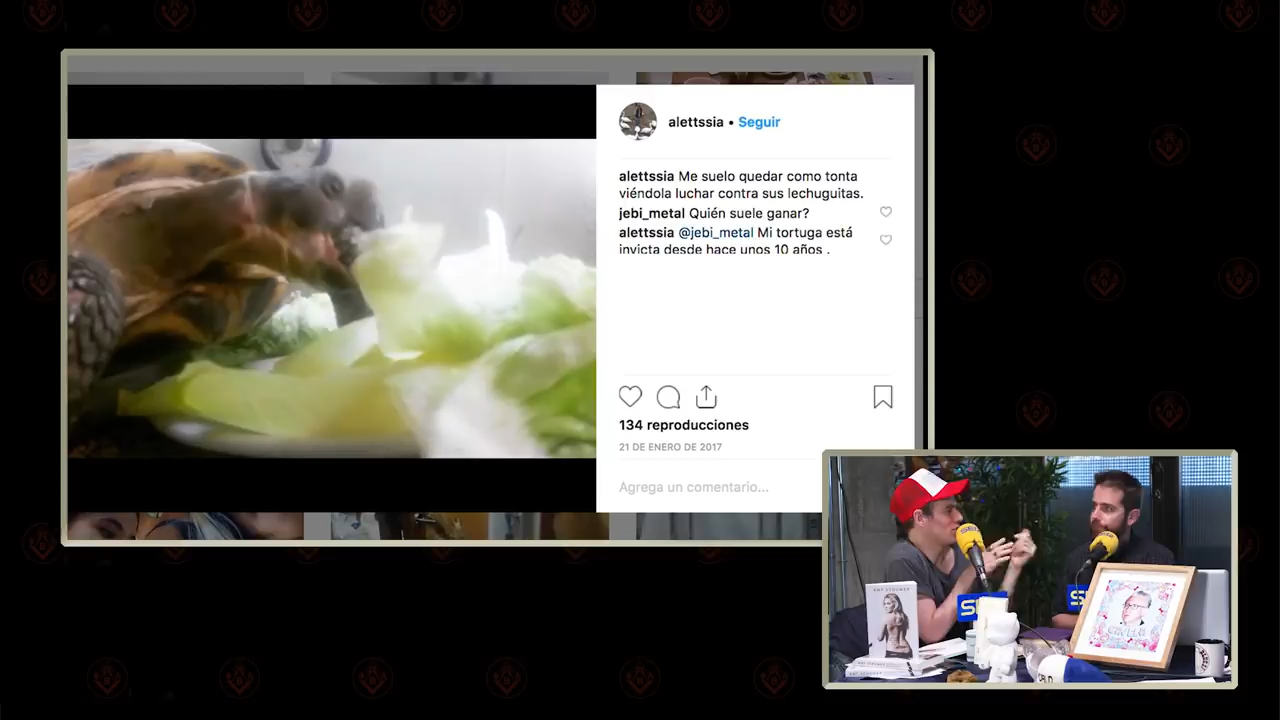 alettssia • Seguir
alettssia Me suelo quedar como tonta
viéndola luchar contra sus lechuguitas.
jebi_metal Quién suele ganar?
alettssia @jebi_metal Mi tortuga está
invicta desde hace unos 10 años .
134 reproducciones
21 DE ENERO DE 2017
Agrega un comentario...